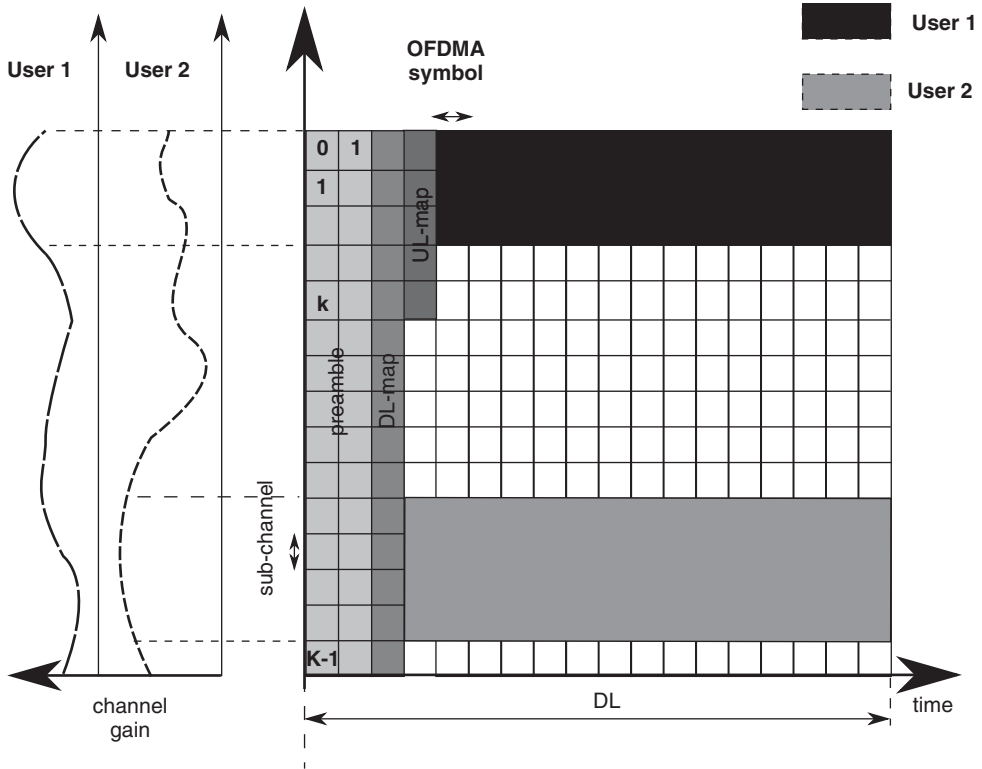 User 1
User 2
OFDMA
symbol
User 1
User 2
0 1
1
k
K-1
preamble
DL-map
UL-map
sub-channel
channel
gain
DL
time